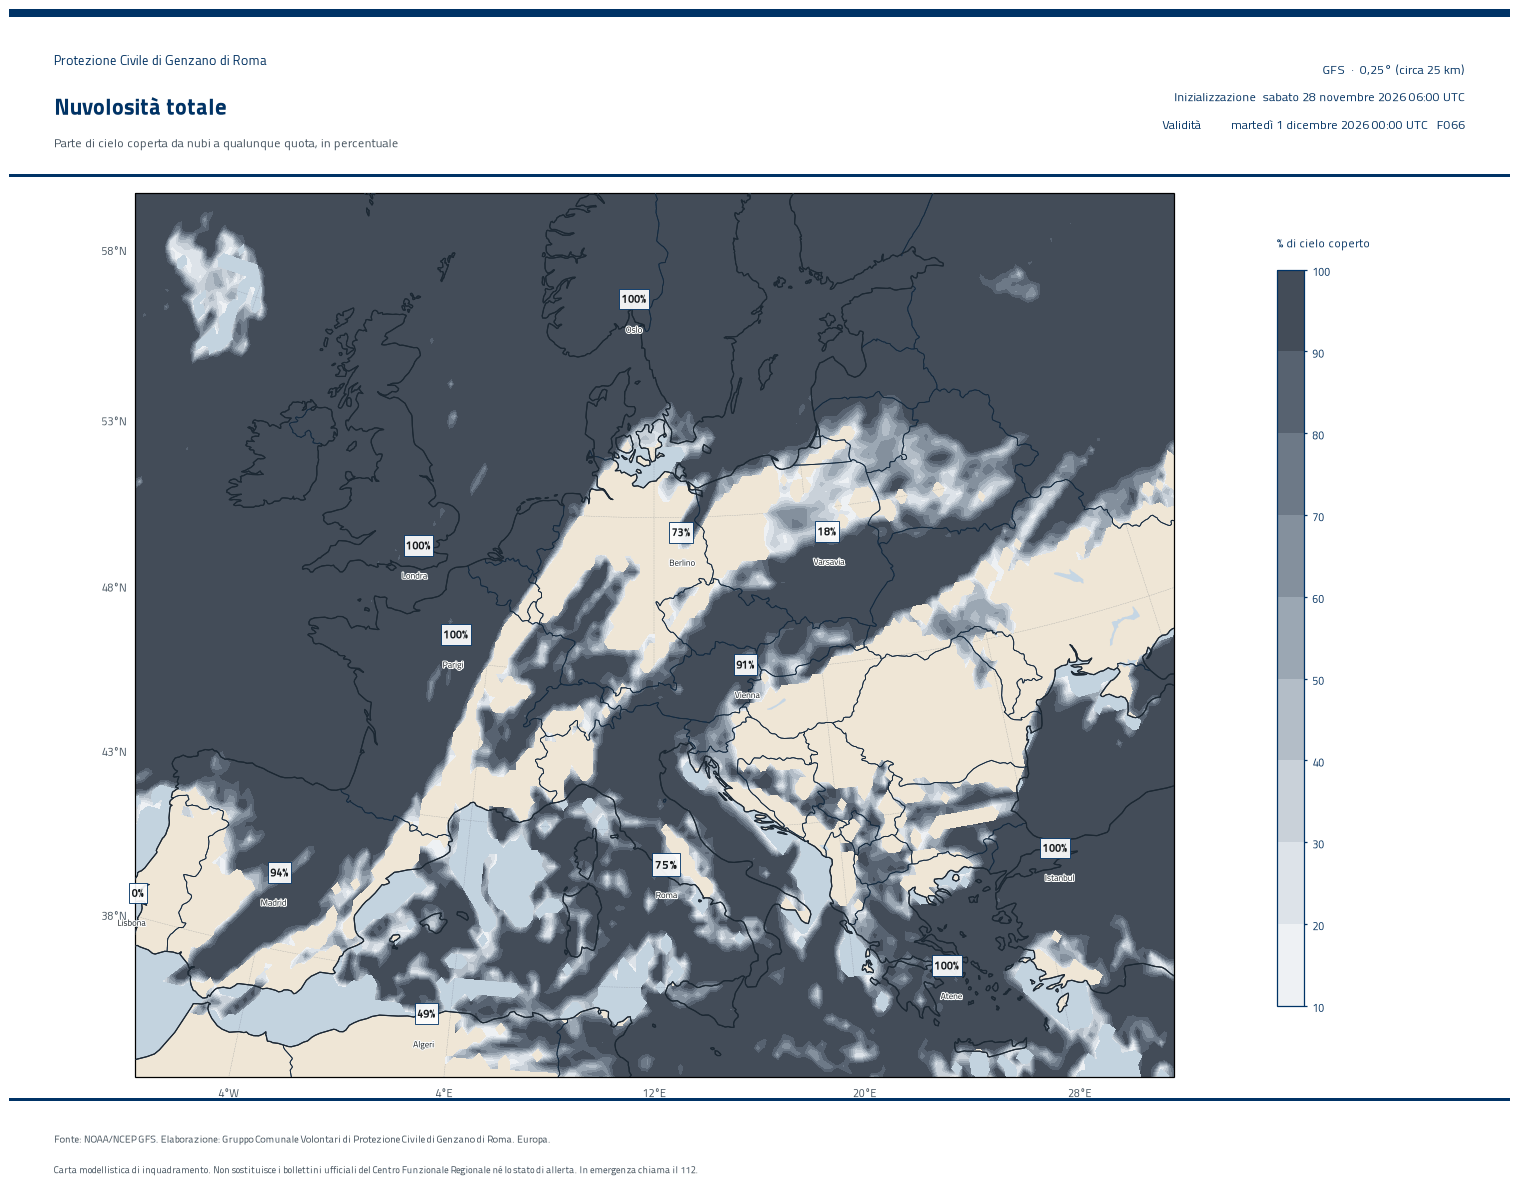 Protezione Civile di Genzano di Roma
Nuvolosità totale
Parte di cielo coperta da nubi a qualunque quota, in percentuale
GFS · 0,25° (circa 25 km)
Inizializzazione sabato 28 novembre 2026 06:00 UTC
Validità martedì 1 dicembre 2026 00:00 UTC F066
58°N
53°N
48°N
43°N
38°N
4°W
4°E
12°E
20°E
28°E
100%
Oslo
100%
Londra
73%
Berlino
18%
Varsavia
100%
Parigi
91%
Vienna
94%
Madrid
0%
Lisbona
75%
Roma
100%
Istanbul
100%
Atene
49%
Algeri
% di cielo coperto
100
90
80
70
60
50
40
30
20
10
Fonte: NOAA/NCEP GFS. Elaborazione: Gruppo Comunale Volontari di Protezione Civile di Genzano di Roma. Europa.
Carta modellistica di inquadramento. Non sostituisce i bollettini ufficiali del Centro Funzionale Regionale né lo stato di allerta. In emergenza chiama il 112.